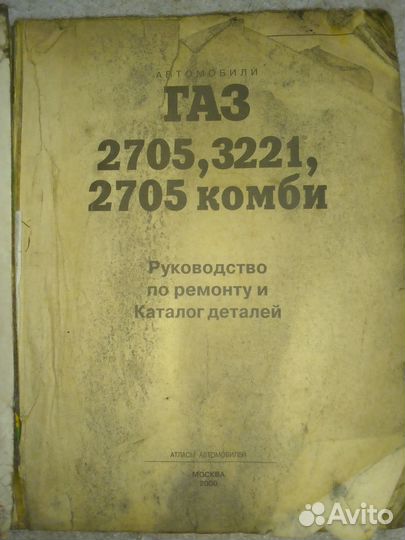 АВТОМОБИЛИ
ГАЗ
2705, 3221,
2705 комби
Руководство
по ремонту и
Каталог деталей
АТЛАСЫ АВТОМОБИЛЕЙ
МОСКВА
2000
Avito